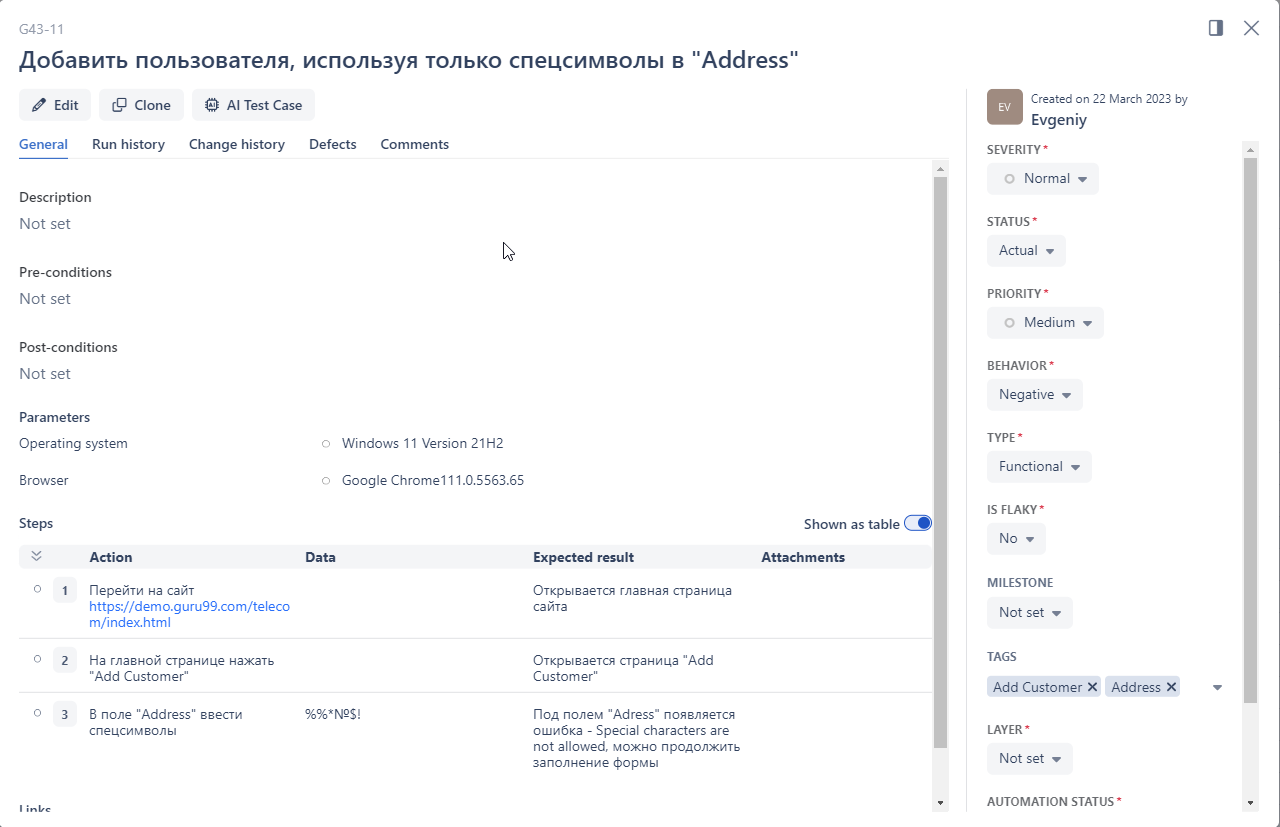 G43-11
Добавить пользователя, используя только спецсимволы в "Address"
Edit
Clone
AI Test Case
General
Run history
Change history
Defects
Comments
Description
Not set
Pre-conditions
Not set
Post-conditions
Not set
Parameters
Operating system
Windows 11 Version 21H2
Browser
Google Chrome111.0.5563.65
Steps
Shown as table
Action
Data
Expected result
Attachments
1
Перейти на сайт
https://demo.guru99.com/teleco
m/index.html
Открывается главная страница
сайта
2
На главной странице нажать
"Add Customer"
Открывается страница "Add
Customer"
3
В поле "Address" ввести
спецсимволы
%%*№$!
Под полем "Adress" появляется
ошибка - Special characters are
not allowed, можно продолжить
заполнение формы
Links
EV
Created on 22 March 2023 by
Evgeniy
SEVERITY*
Normal
STATUS*
Actual
PRIORITY*
Medium
BEHAVIOR*
Negative
TYPE*
Functional
IS FLAKY*
No
MILESTONE
Not set
TAGS
Add Customer
Address
LAYER*
Not set
AUTOMATION STATUS*